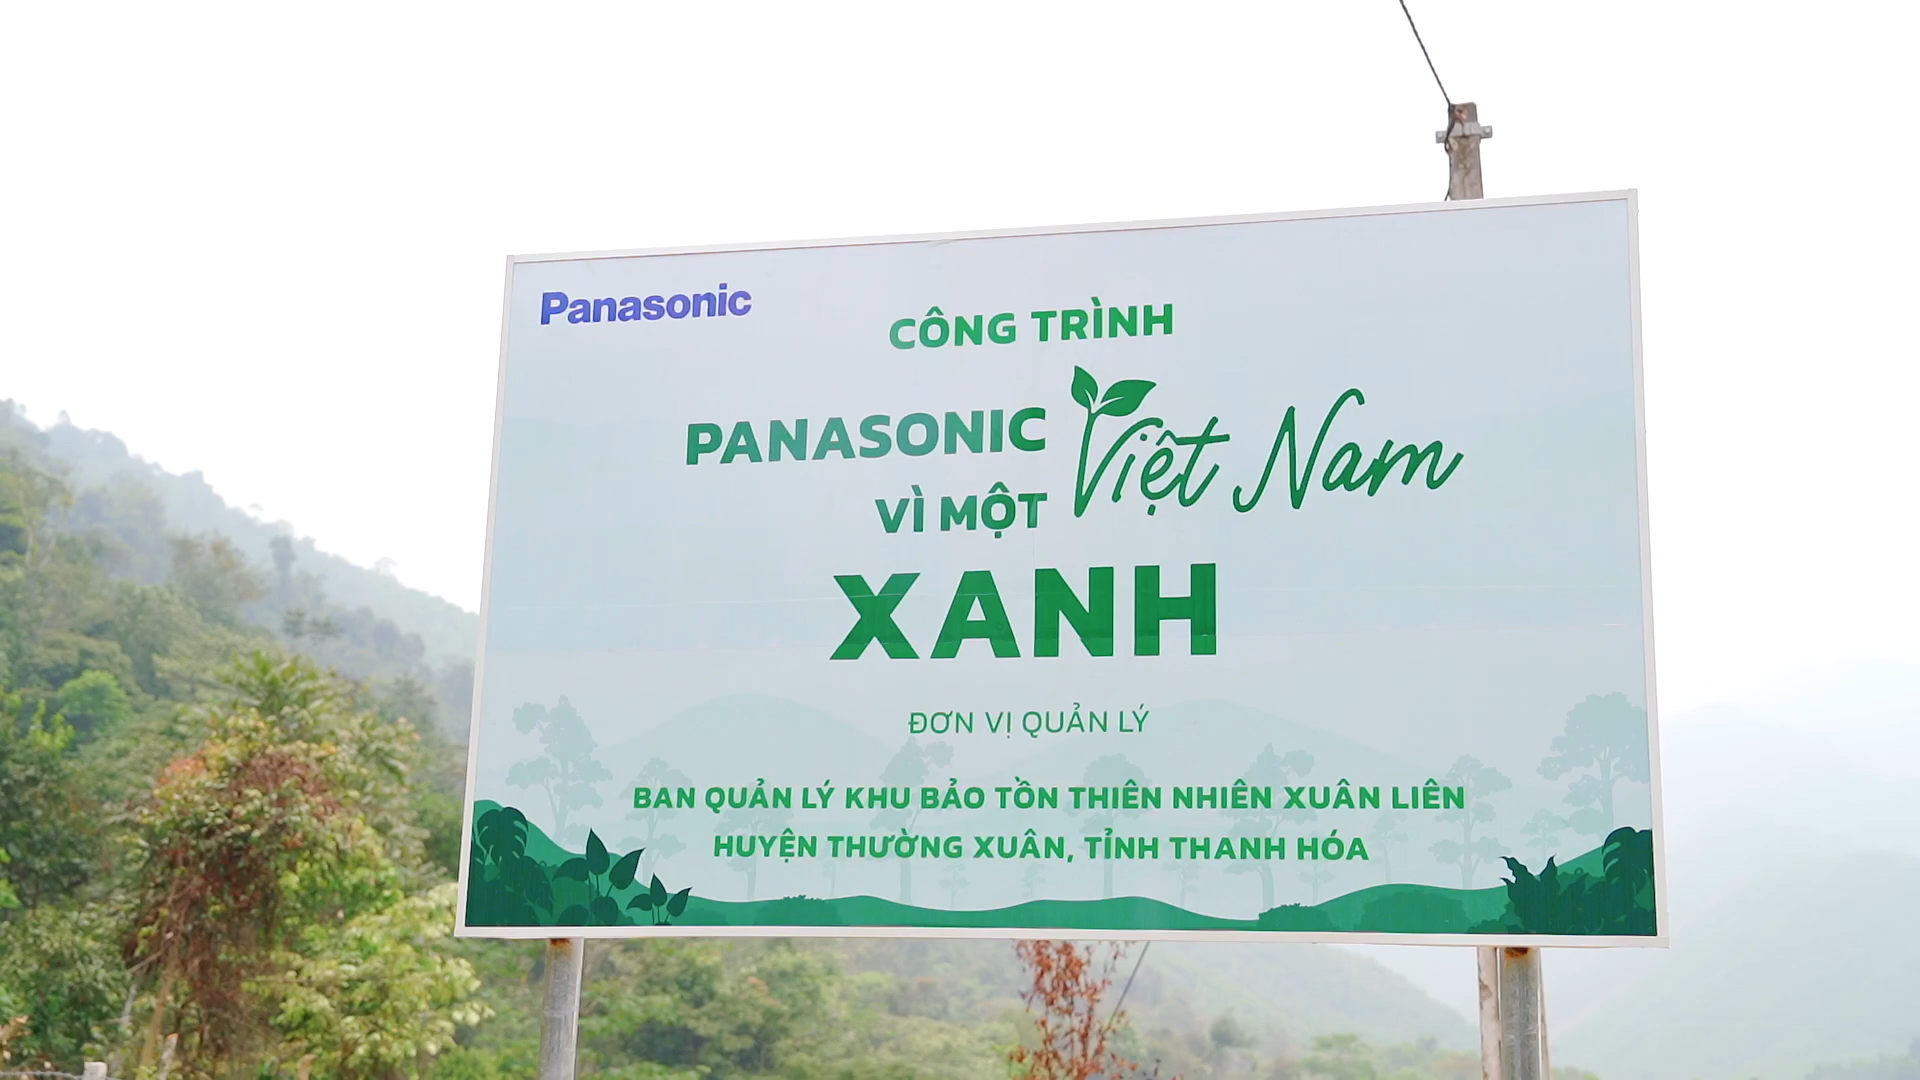 Panasonic
CÔNG TRÌNH
PANASONIC Việt Nam
VÌ MỘT
XANH
ĐƠN VỊ QUẢN LÝ
BAN QUẢN LÝ KHU BẢO TỒN THIÊN NHIÊN XUÂN LIÊN
HUYỆN THƯỜNG XUÂN, TỈNH THANH HÓA